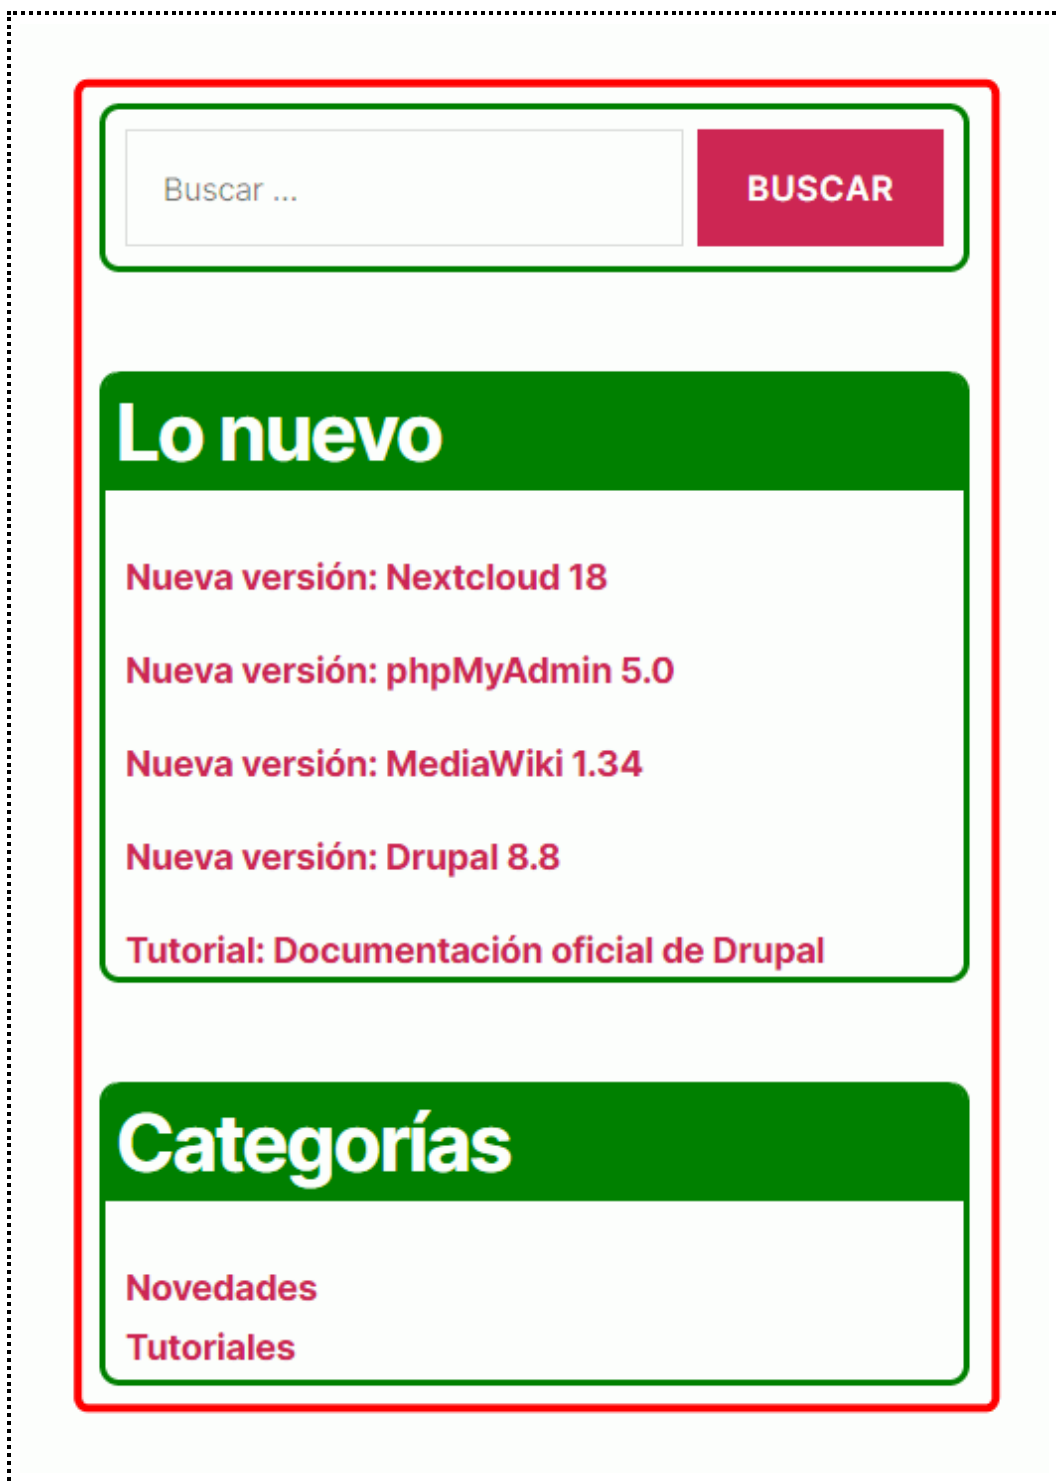 Buscar ...
BUSCAR
Lo nuevo
Nueva versión: Nextcloud 18
Nueva versión: phpMyAdmin 5.0
Nueva versión: MediaWiki 1.34
Nueva versión: Drupal 8.8
Tutorial: Documentación oficial de Drupal
Categorías
Novedades
Tutoriales